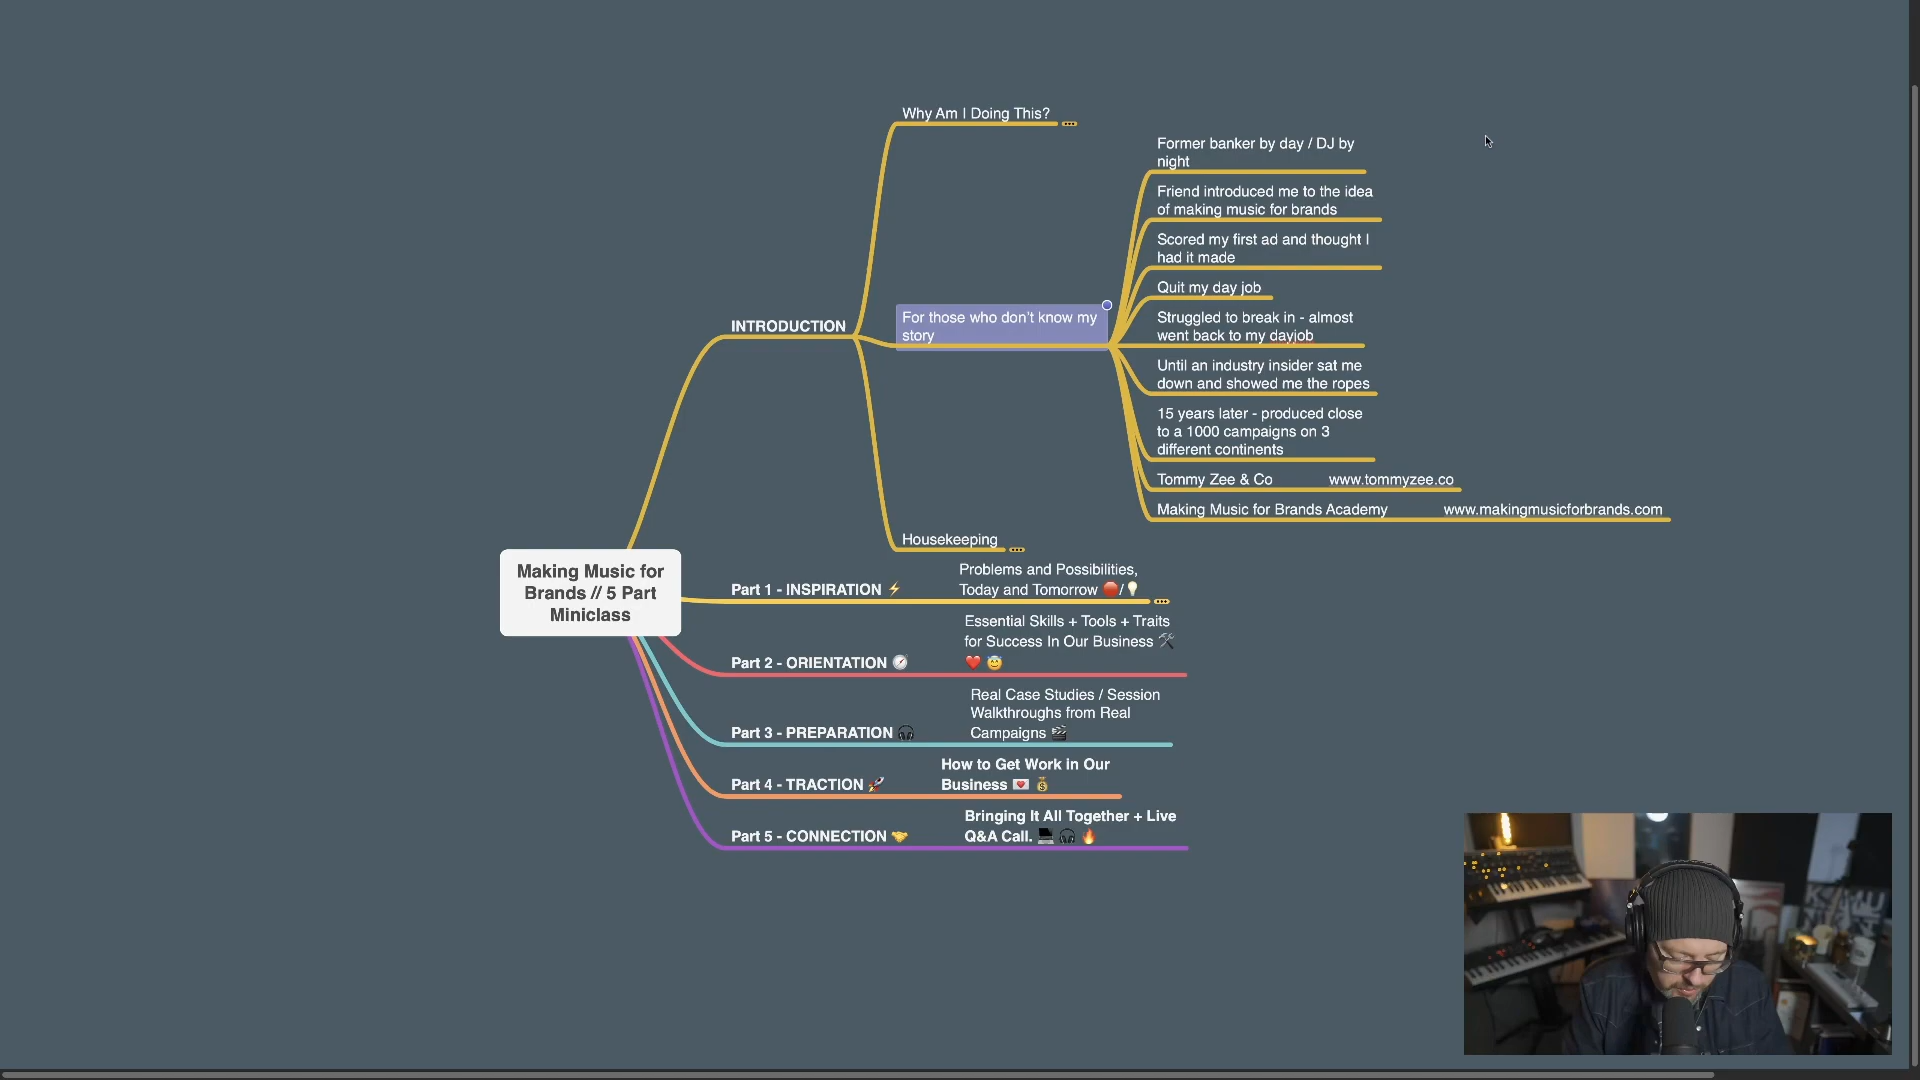 Why Am I Doing This?
Former banker by day / DJ by
night
Friend introduced me to the idea
of making music for brands
Scored my first ad and thought I
had it made
Quit my day job
For those who don't know my
story
INTRODUCTION
Struggled to break in - almost
went back to my dayjob
Until an industry insider sat me
down and showed me the ropes
15 years later - produced close
to a 1000 campaigns on 3
different continents
Tommy Zee & Co www.tommyzee.co
Making Music for Brands Academy www.makingmusicforbrands.com
Housekeeping
Making Music for
Brands // 5 Part
Miniclass
Part 1 - INSPIRATION ⚡
Problems and Possibilities,
Today and Tomorrow 🛑/💡
Part 2 - ORIENTATION 🧭
Essential Skills + Tools + Traits
for Success In Our Business 🛠️
❤️ 😇
Part 3 - PREPARATION 🎧
Real Case Studies / Session
Walkthroughs from Real
Campaigns 🎬
Part 4 - TRACTION 🚀
How to Get Work in Our
Business 💌 💰
Part 5 - CONNECTION 🤝
Bringing It All Together + Live
Q&A Call. 💻 🎧 🔥